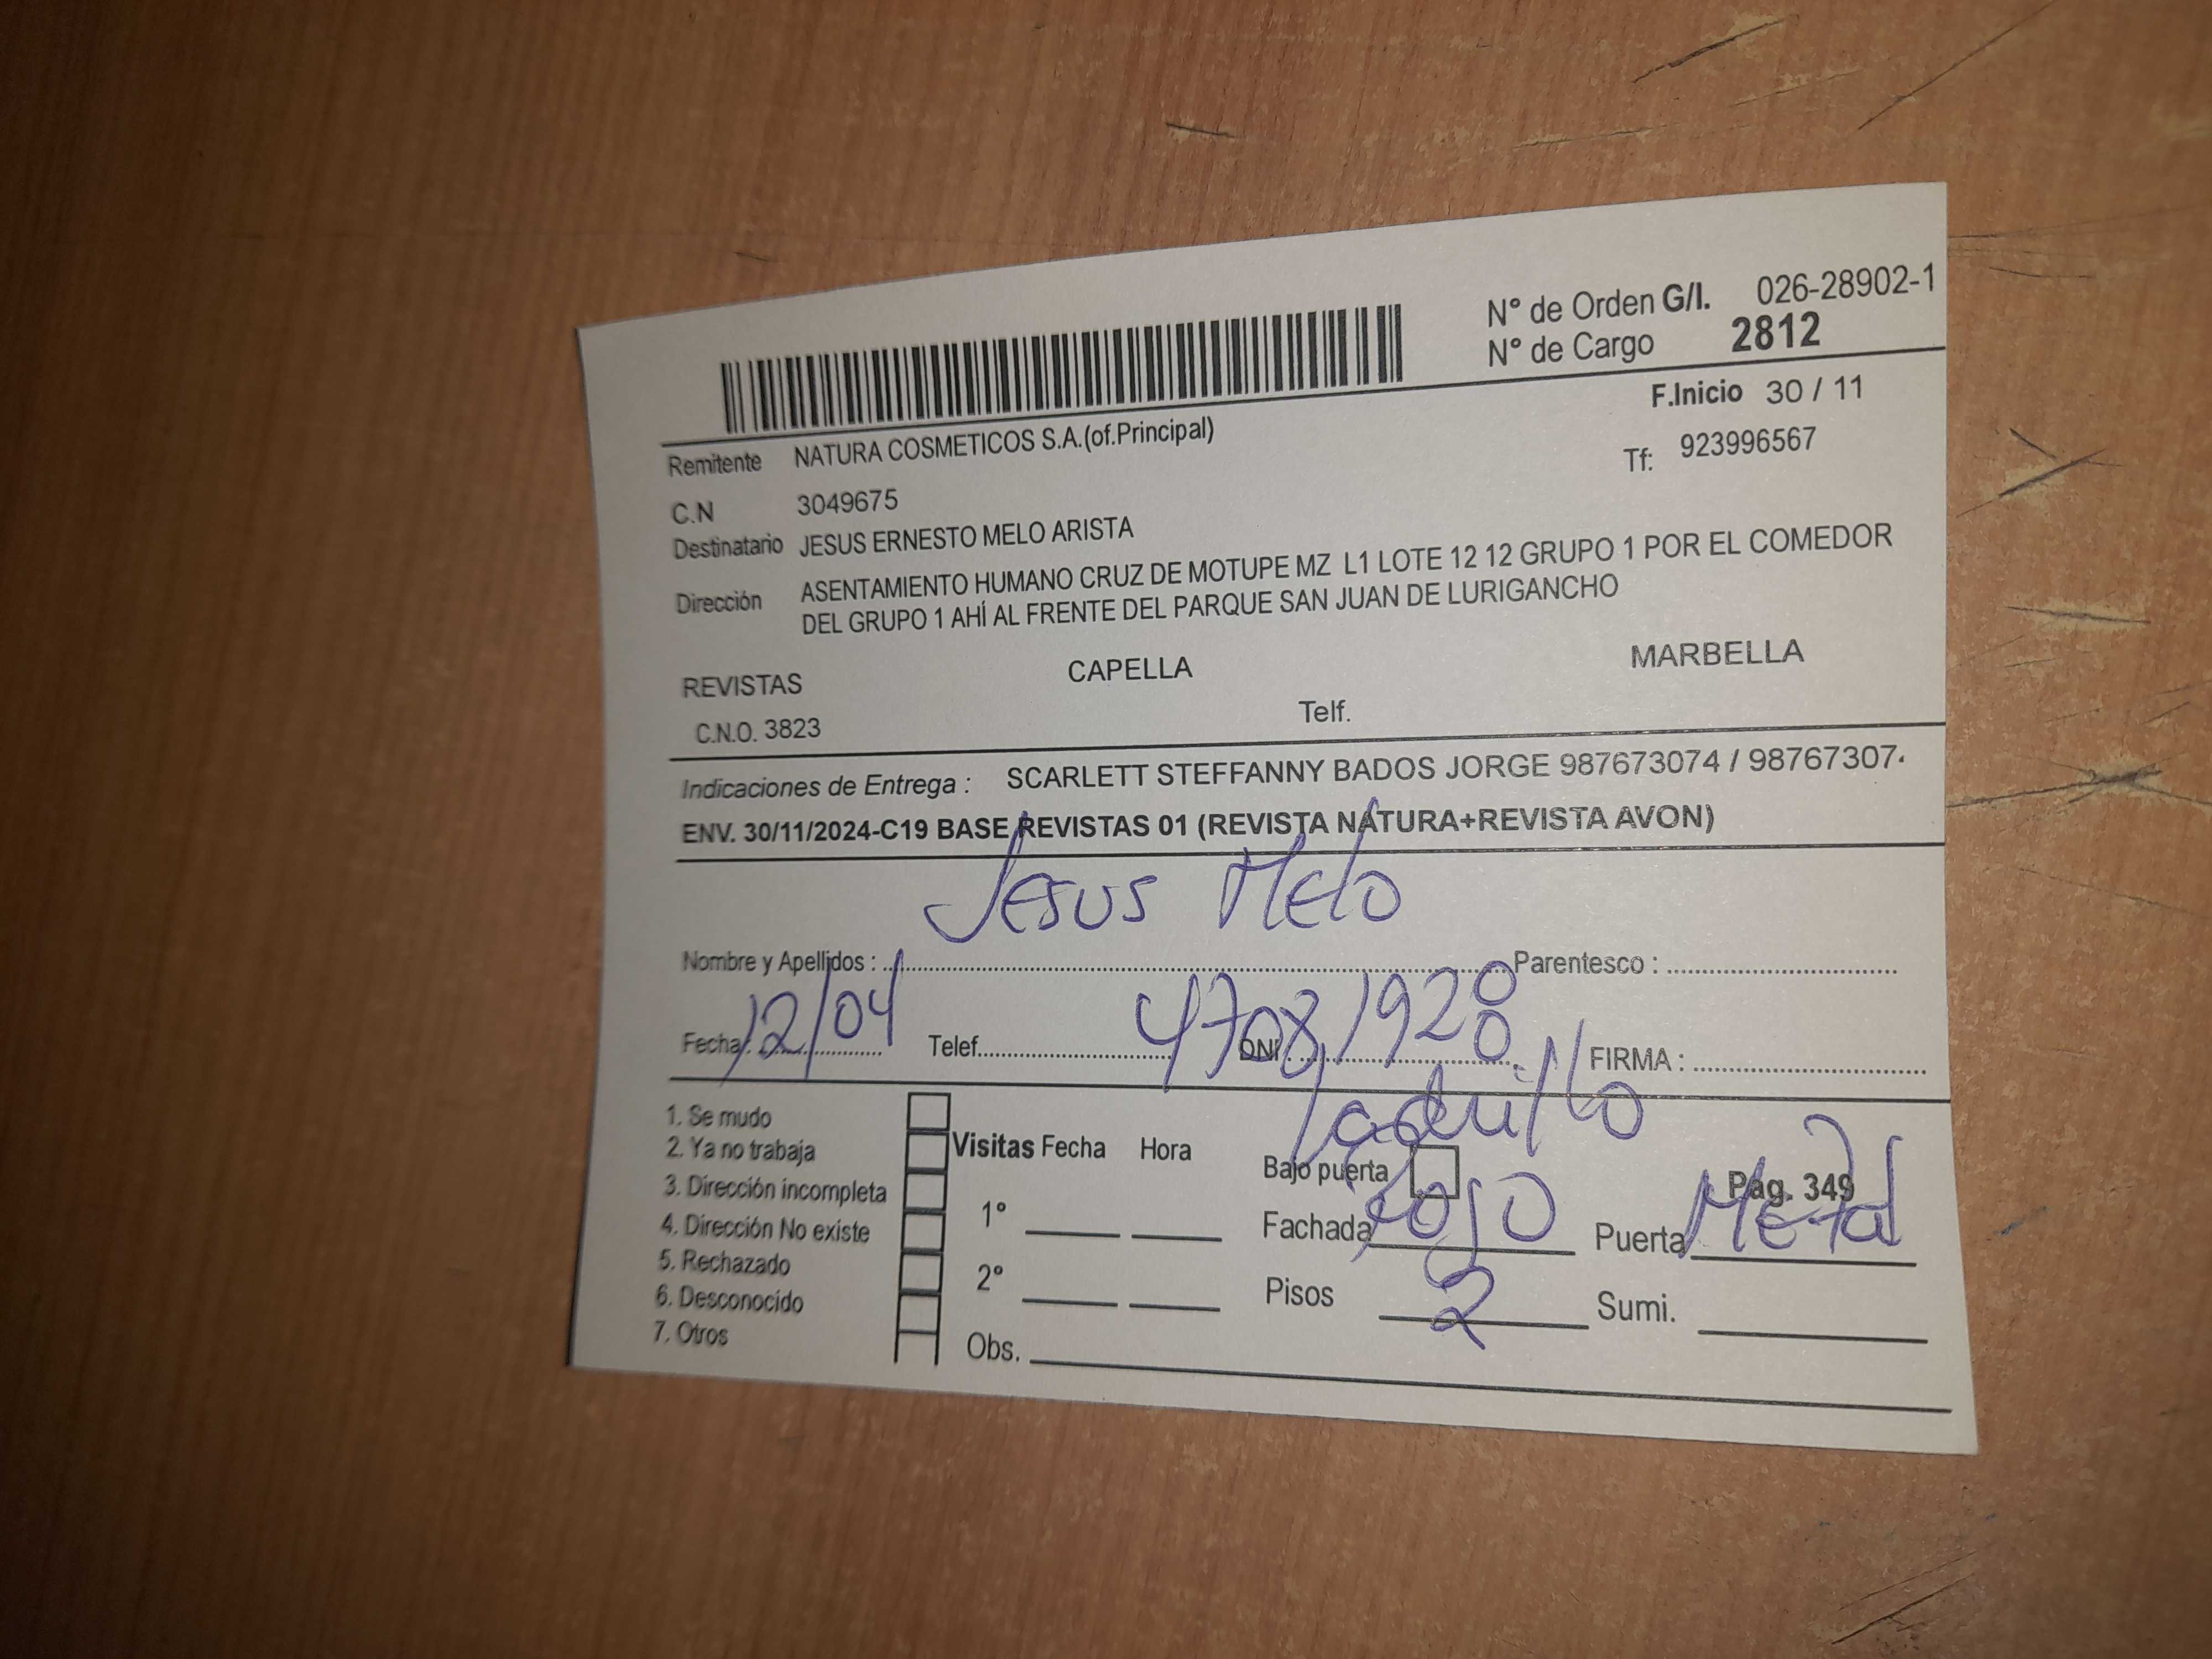 N° de Orden G/I. 026-28902-1
N° de Cargo 2812
F.Inicio 30 / 11
Remitente NATURA COSMETICOS S.A.(of.Principal)
Tf: 923996567
C.N 3049675
Destinatario JESUS ERNESTO MELO ARISTA
Dirección ASENTAMIENTO HUMANO CRUZ DE MOTUPE MZ L1 LOTE 12 12 GRUPO 1 POR EL COMEDOR
DEL GRUPO 1 AHÍ AL FRENTE DEL PARQUE SAN JUAN DE LURIGANCHO
REVISTAS CAPELLA MARBELLA
C.N.O. 3823 Telf.
Indicaciones de Entrega : SCARLETT STEFFANNY BADOS JORGE 987673074 / 98767307
ENV. 30/11/2024-C19 BASE REVISTAS 01 (REVISTA NATURA+REVISTA AVON)
Jesus Melo
Nombre y Apellidos : Parentesco :
Fecha: 12/04 Telef. DNI : FIRMA :
1. Se mudo
2. Ya no trabaja
3. Dirección incompleta
4. Dirección No existe
5. Rechazado
6. Desconocido
7. Otros
Visitas Fecha Hora
1°
2°
Obs.
Ladrillo
Bajo puerta Pag. 349
Fachada Rojo Puerta Metal
Pisos 2 Sumi.